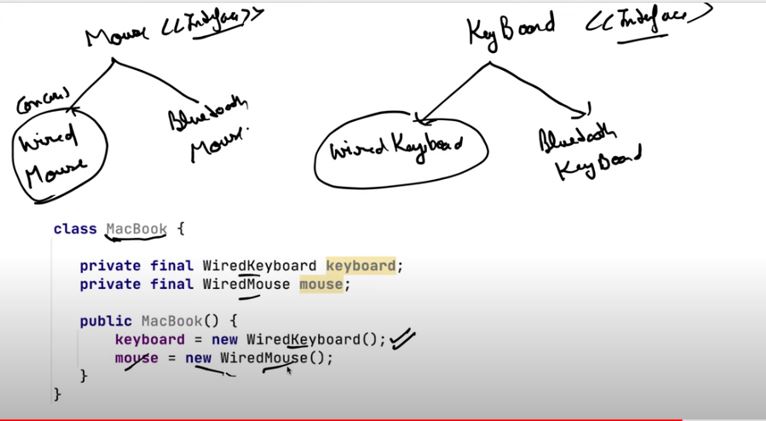 Mouse <<Interface>>
KeyBoard <<Interface>>
Wired
Mouse
Bluetooth
Mouse.
Wired Keyboard
Bluetooth
KeyBoard
class MacBook {
private final WiredKeyboard keyboard;
private final WiredMouse mouse;
public MacBook() {
keyboard = new WiredKeyboard();
mouse = new WiredMouse();
}
}